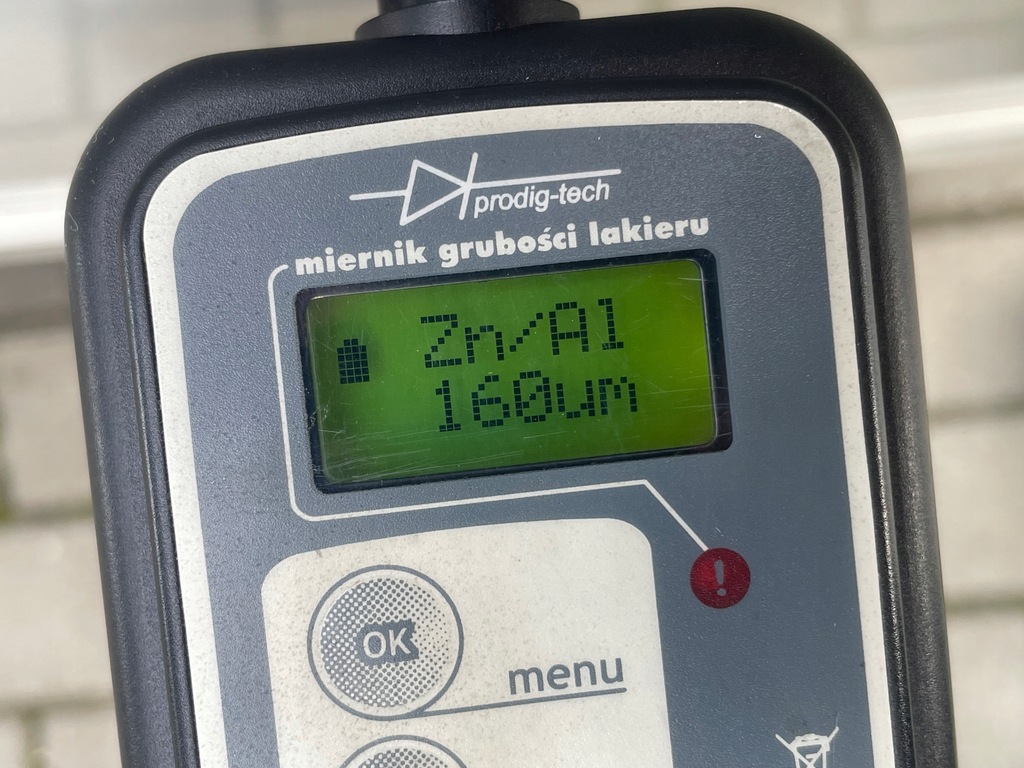 prodig-tech
miernik grubości lakieru
Zn/Al
160um
!
OK
menu